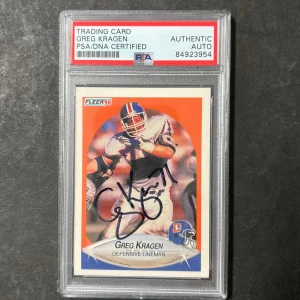 TRADING CARD
GREG KRAGEN
PSA/DNA CERTIFIED
AUTHENTIC
AUTO
84923954
PSA
FLEER '90
GREG KRAGEN
DEFENSIVE LINEMAN